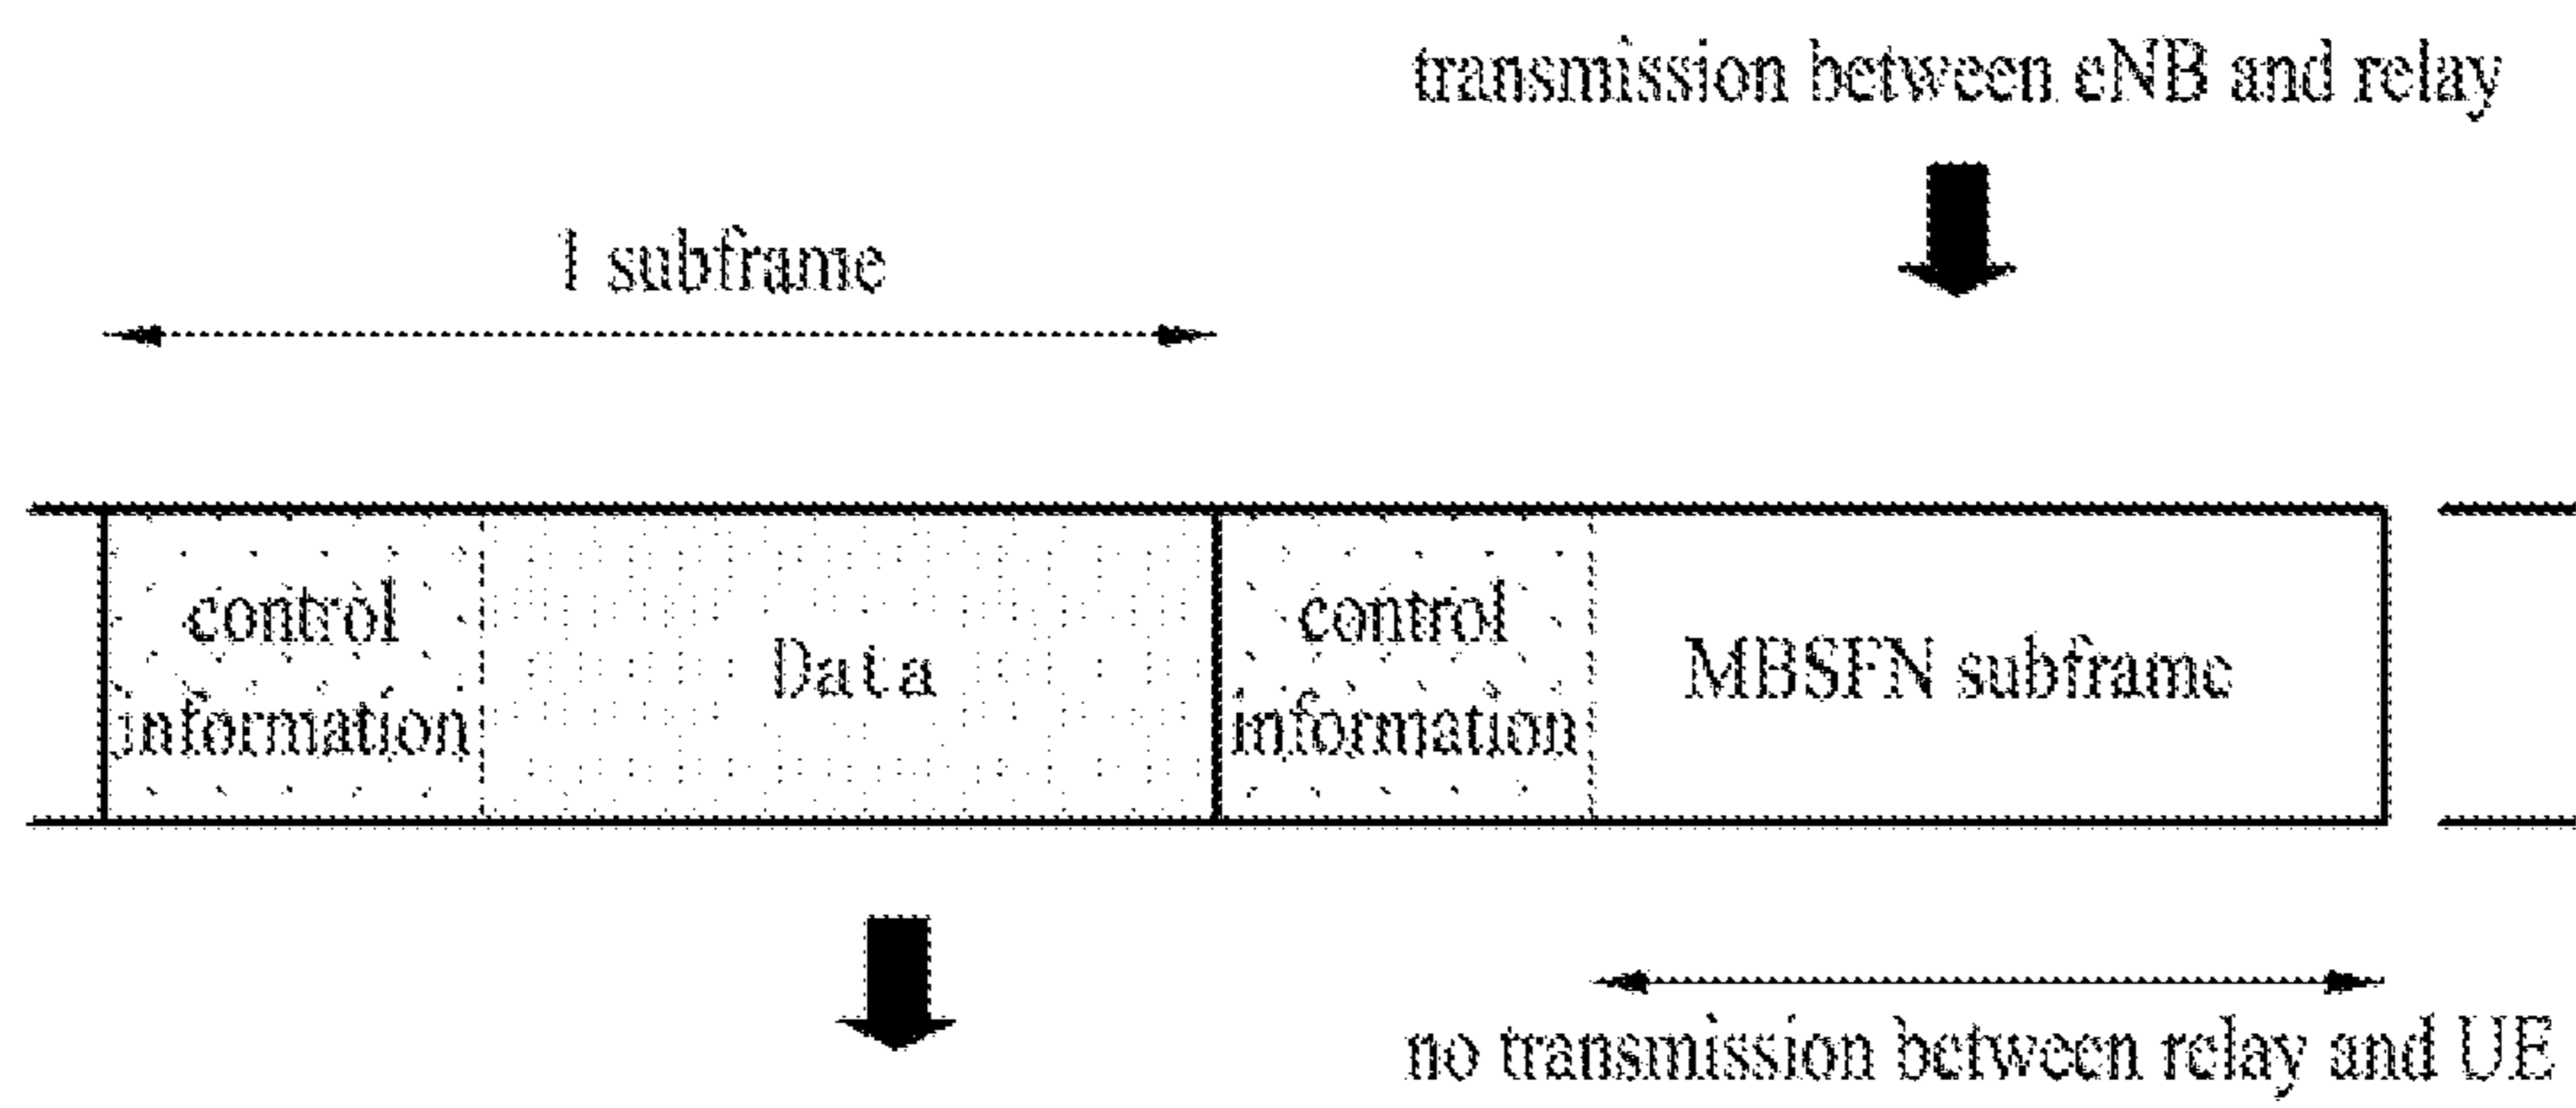 transmission between eNB and relay
1 subframe
control
information
Data
control
information
MBSFN subframe
no transmission between relay and UE